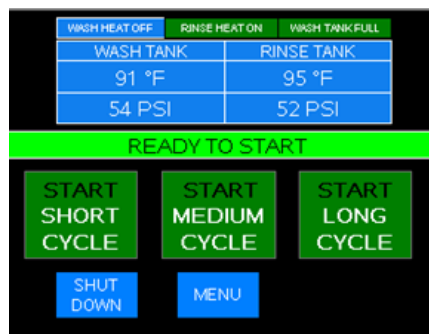 WASH HEAT OFF RINSE HEAT ON WASH TANK FULL
WASH TANK RINSE TANK
91 °F 95 °F
54 PSI 52 PSI
READY TO START
START START START
SHORT MEDIUM LONG
CYCLE CYCLE CYCLE
SHUT
DOWN
MENU